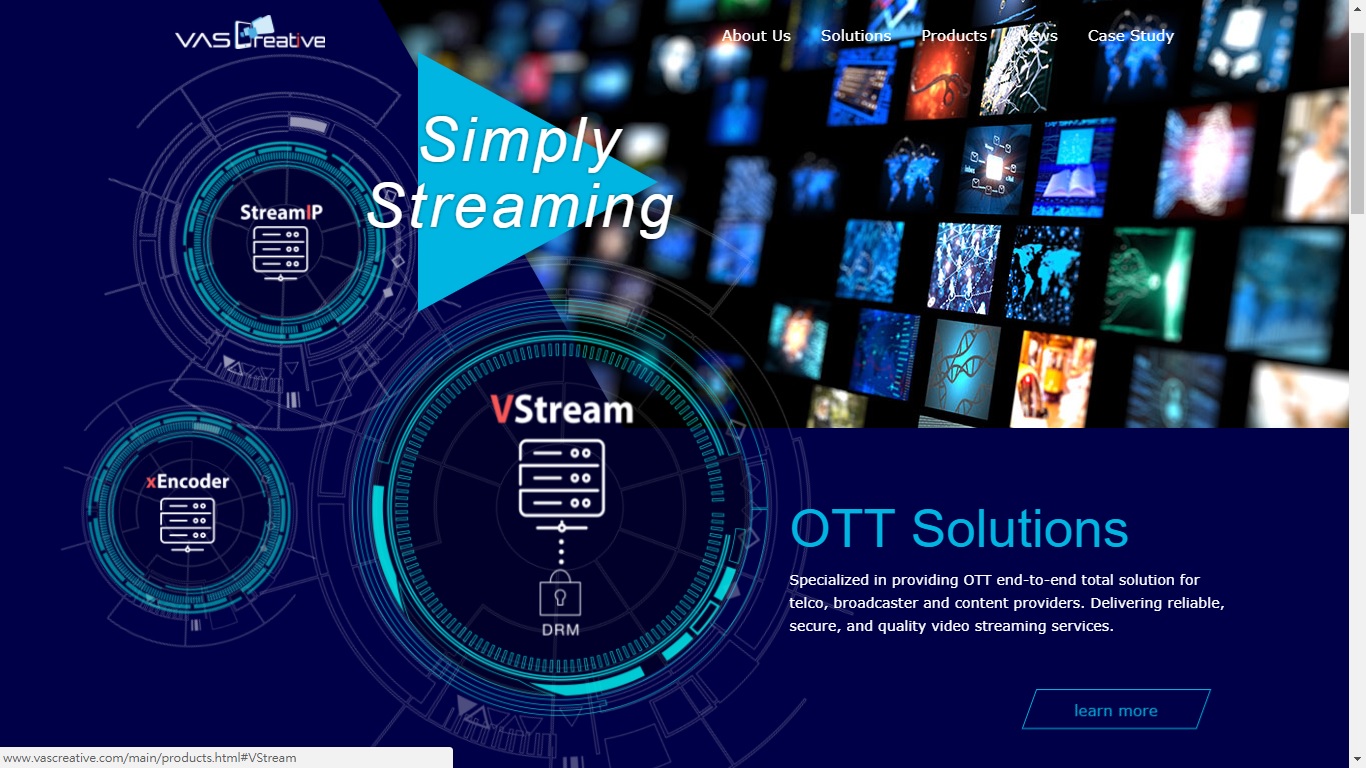 VAS Creative
About Us
Solutions
Products
News
Case Study
Simply
Streaming
StreamIP
VStream
xEncoder
DRM
OTT Solutions
Specialized in providing OTT end-to-end total solution for
telco, broadcaster and content providers. Delivering reliable,
secure, and quality video streaming services.
learn more
www.vascreative.com/main/products.html#VStream